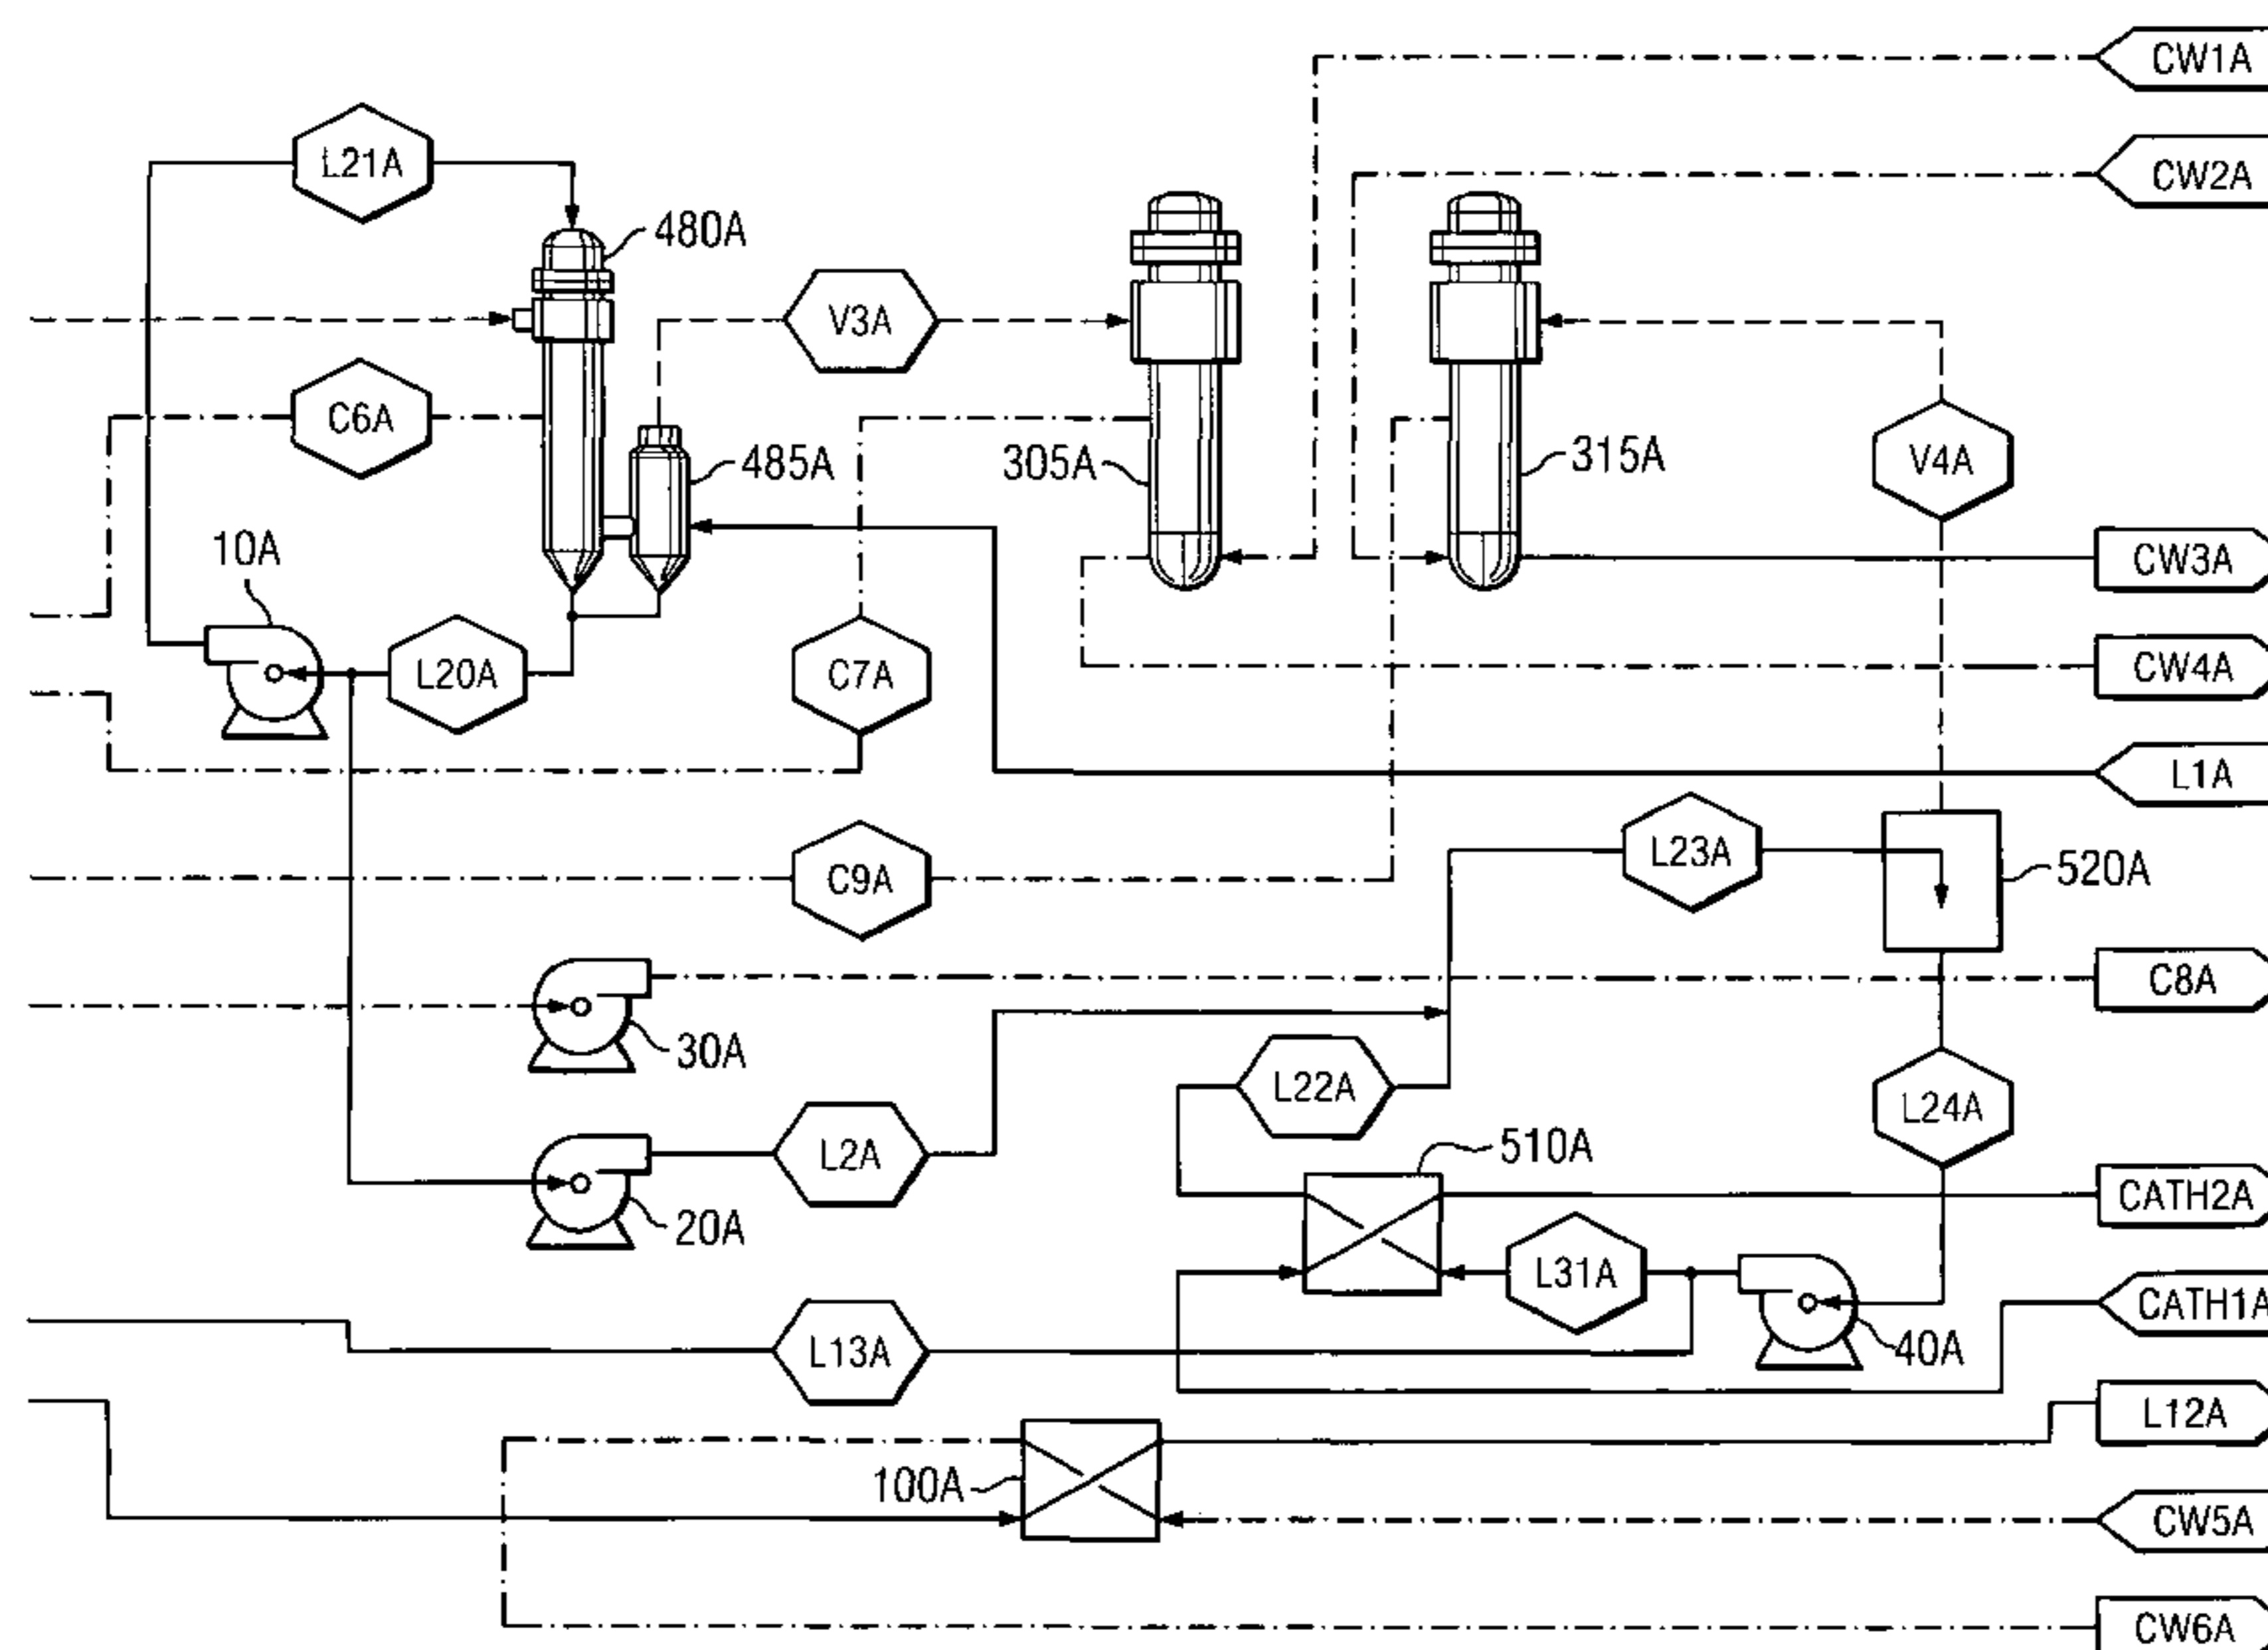 CW1A
L21A
CW2A
480A
V3A
C6A
485A
305A
315A
V4A
10A
CW3A
L20A
C7A
CW4A
L1A
L23A
520A
C9A
C8A
30A
L22A
L24A
L2A
510A
CATH2A
20A
L31A
CATH1A
L13A
40A
L12A
100A
CW5A
CW6A